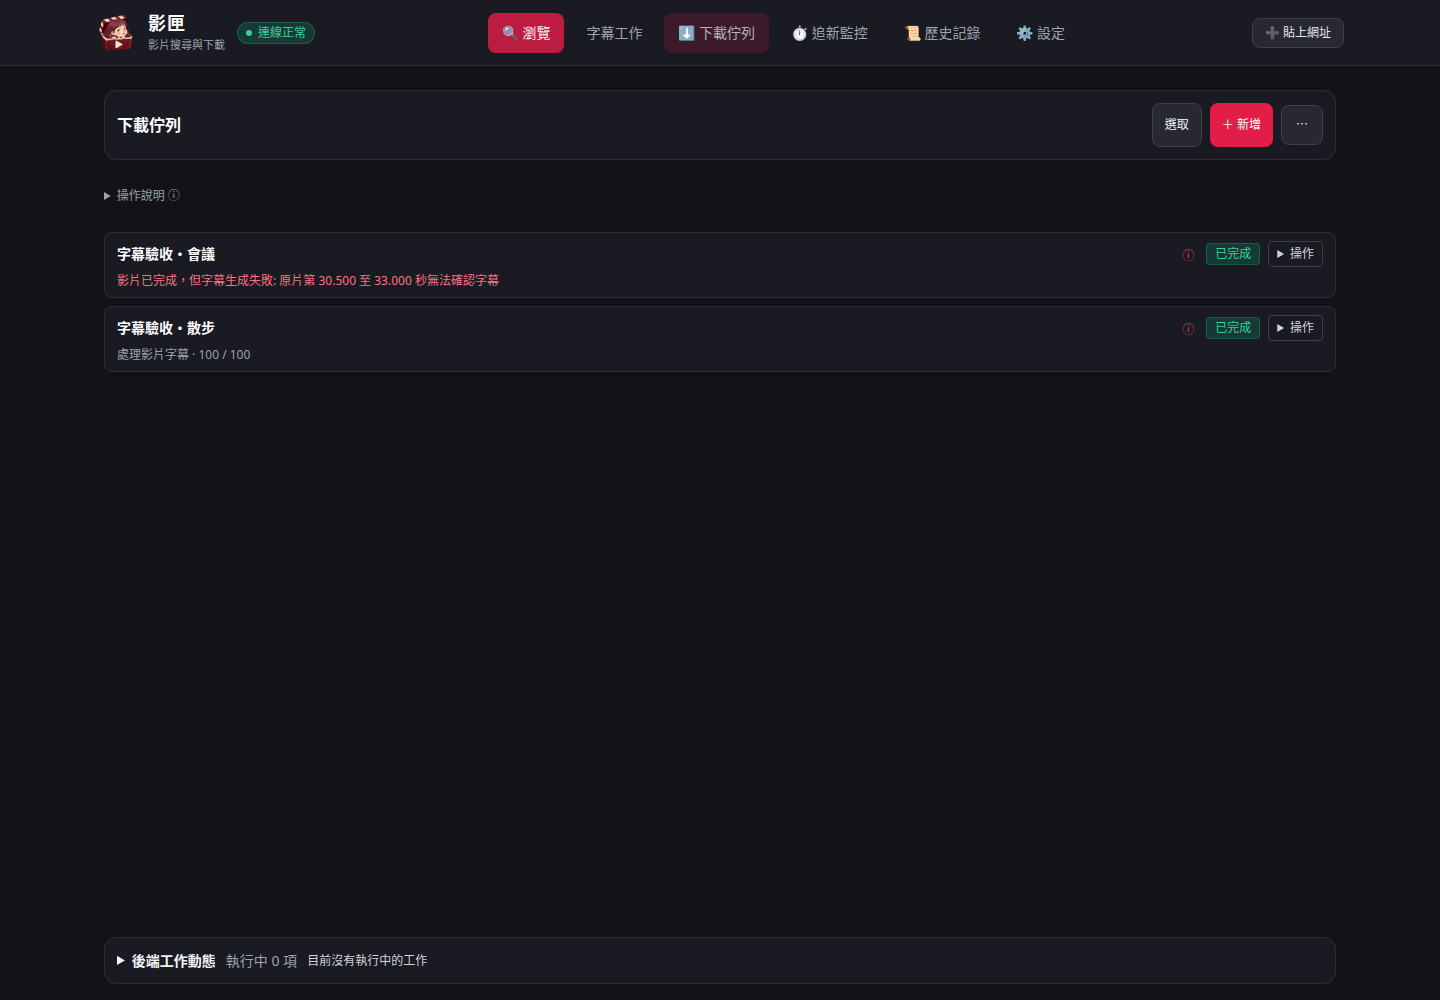 影匣
影片搜尋與下載
連線正常
瀏覽
字幕工作
下載佇列
追新監控
歷史記錄
設定
貼上網址
下載佇列
選取
＋ 新增
⋯
操作說明 ⓘ
字幕驗收・會議
ⓘ
已完成
操作
影片已完成，但字幕生成失敗: 原片第 30.500 至 33.000 秒無法確認字幕
字幕驗收・散步
ⓘ
已完成
操作
處理影片字幕 · 100 / 100
後端工作動態 執行中 0 項 目前沒有執行中的工作